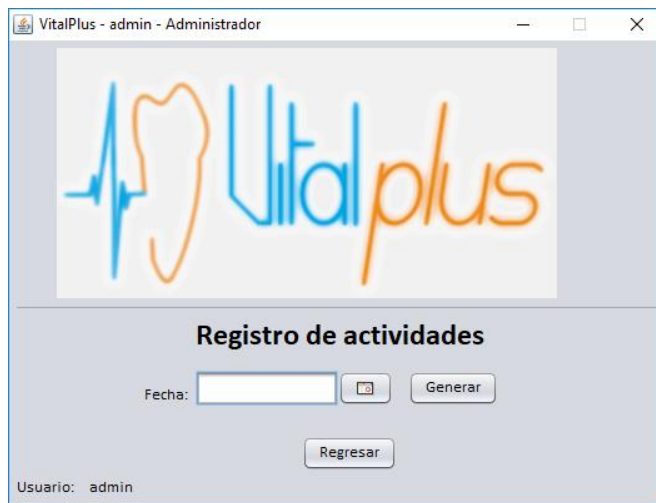 VitalPlus - admin - Administrador
Vitalplus
Registro de actividades
Fecha:
Generar
Regresar
Usuario: admin